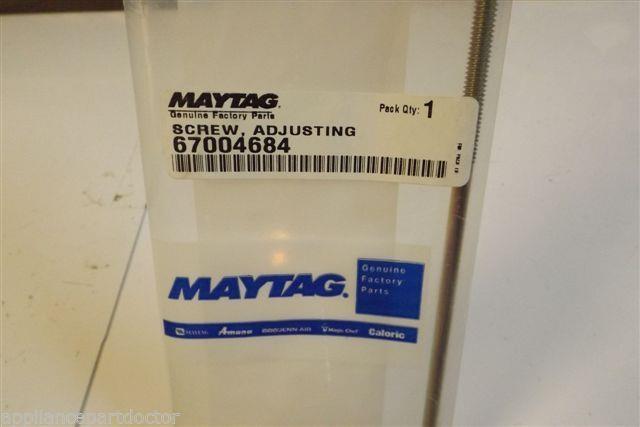 MAYTAG.
Genuine Factory Parts
Pack Qty: 1
SCREW, ADJUSTING
67004684
MAYTAG.
Genuine
Factory
Parts
MAYTAG Amana JENN-AIR Magic Chef Caloric
appliancepartdoctor